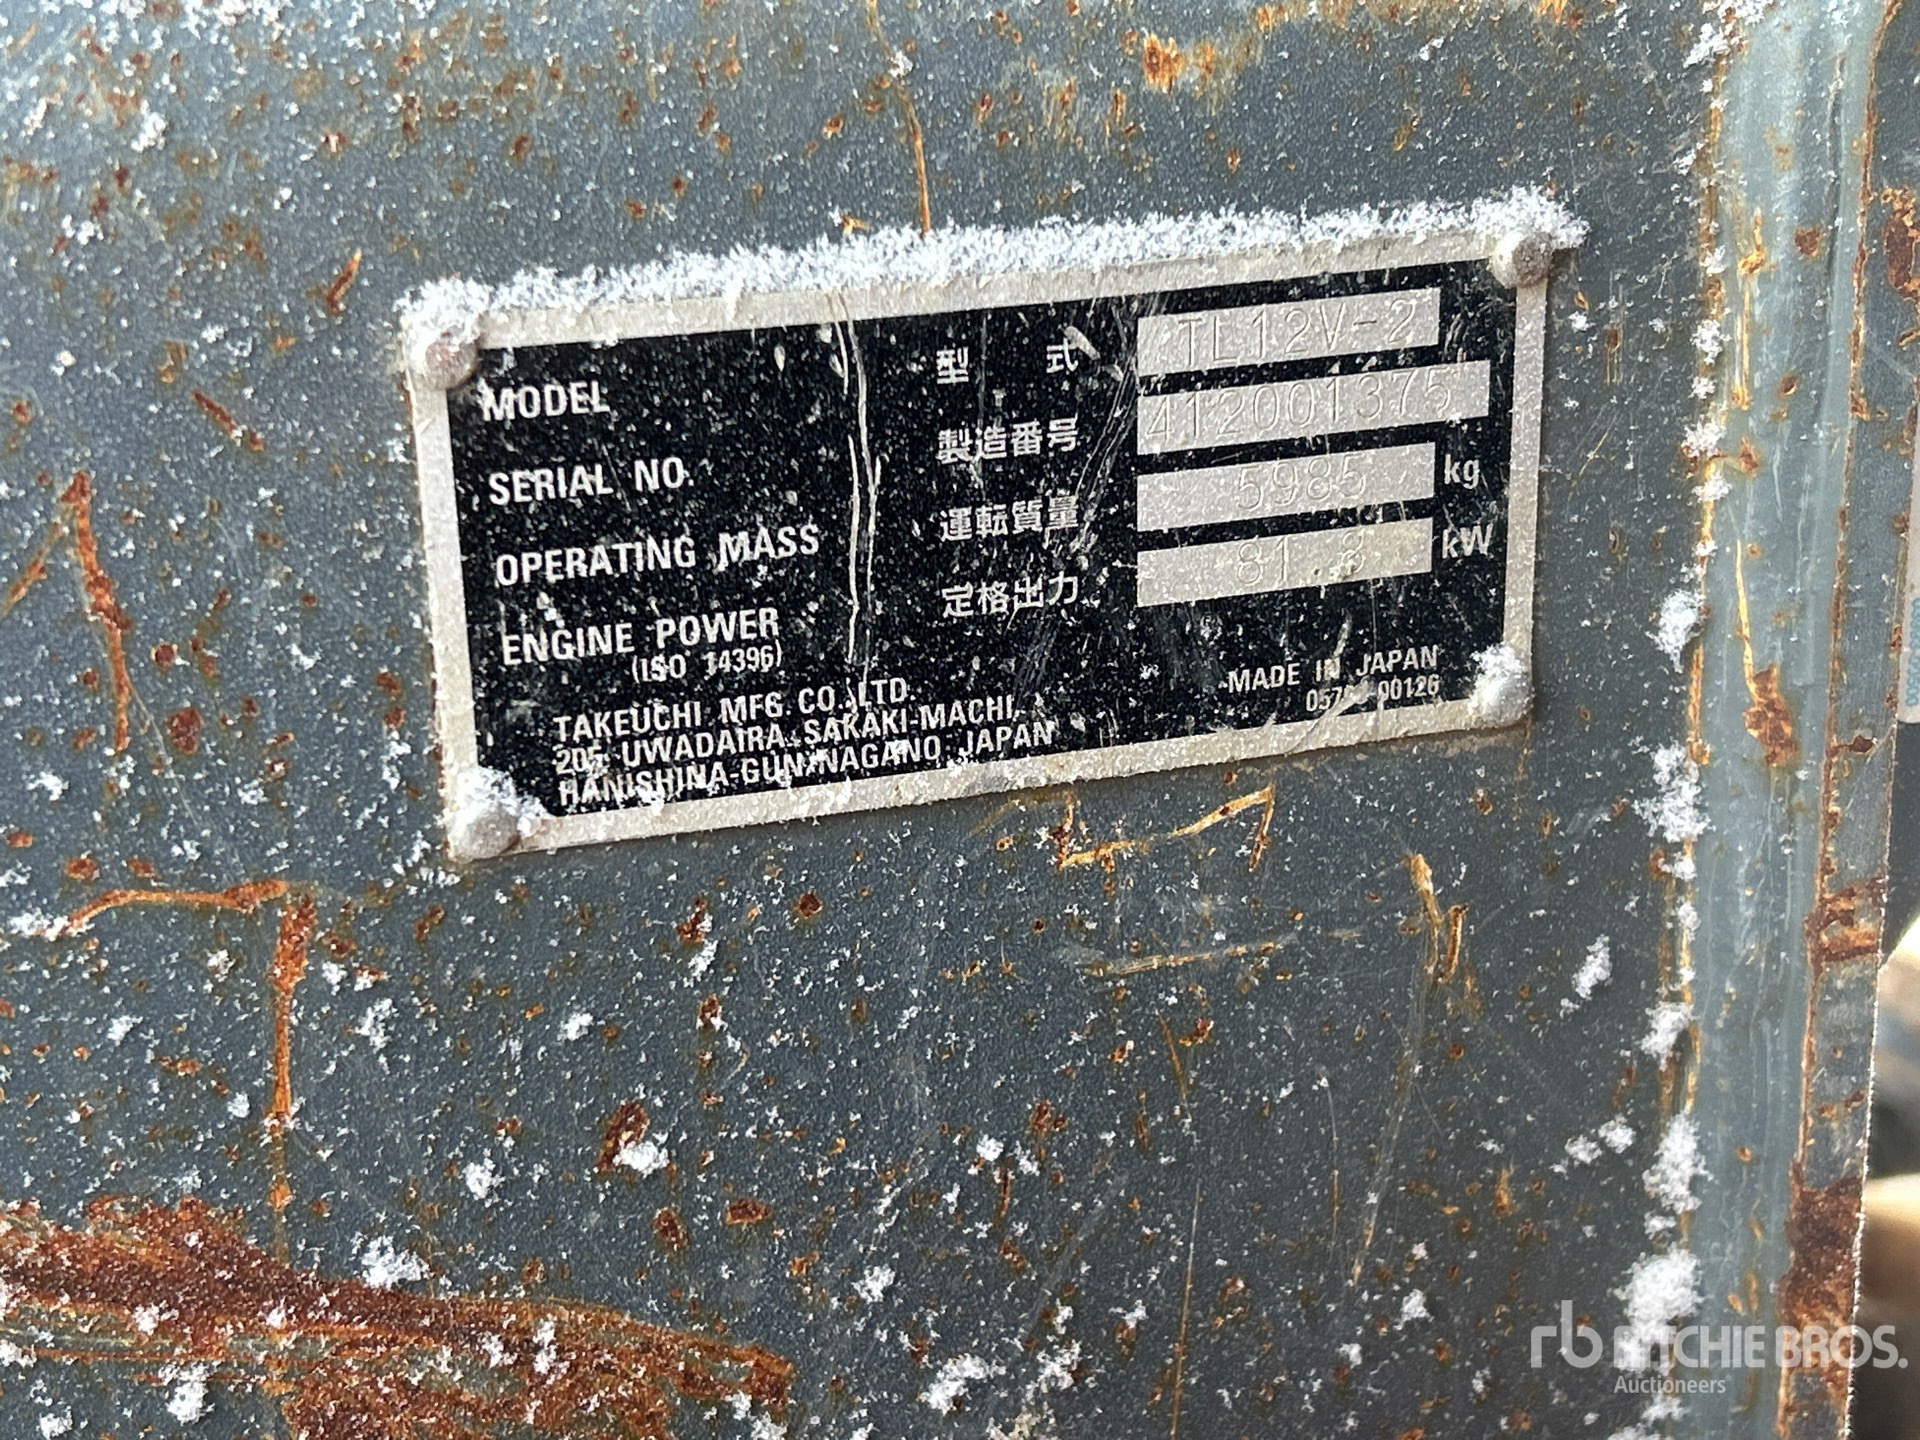 MODEL 型 式 TL12V-2
SERIAL NO. 製造番号 412001375
OPERATING MASS 運転質量 5985 kg
ENGINE POWER 定格出力 81.8 kW
(ISO 14396)
TAKEUCHI MFG. CO.,LTD.
205 UWADAIRA, SAKAKI-MACHI,
HANISHINA-GUN, NAGANO, JAPAN
MADE IN JAPAN
rb RITCHIE BROS.
Auctioneers